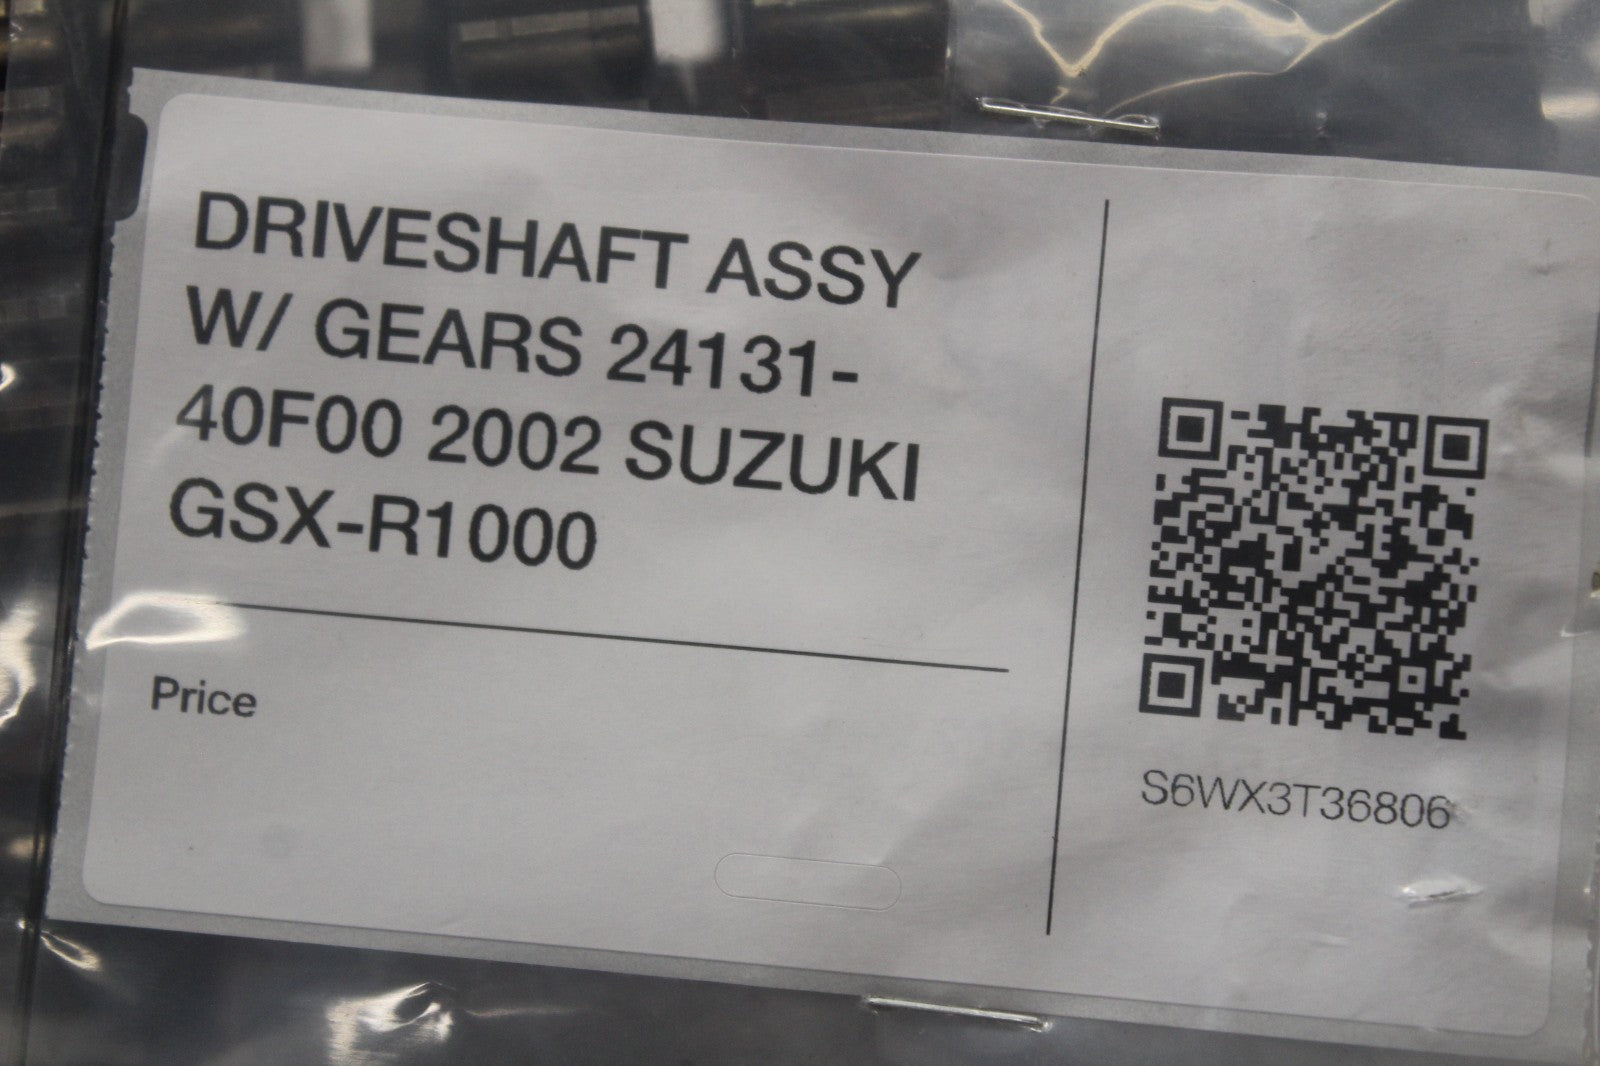 DRIVESHAFT ASSY
W/ GEARS 24131-
40F00 2002 SUZUKI
GSX-R1000
Price
S6WX3T36806